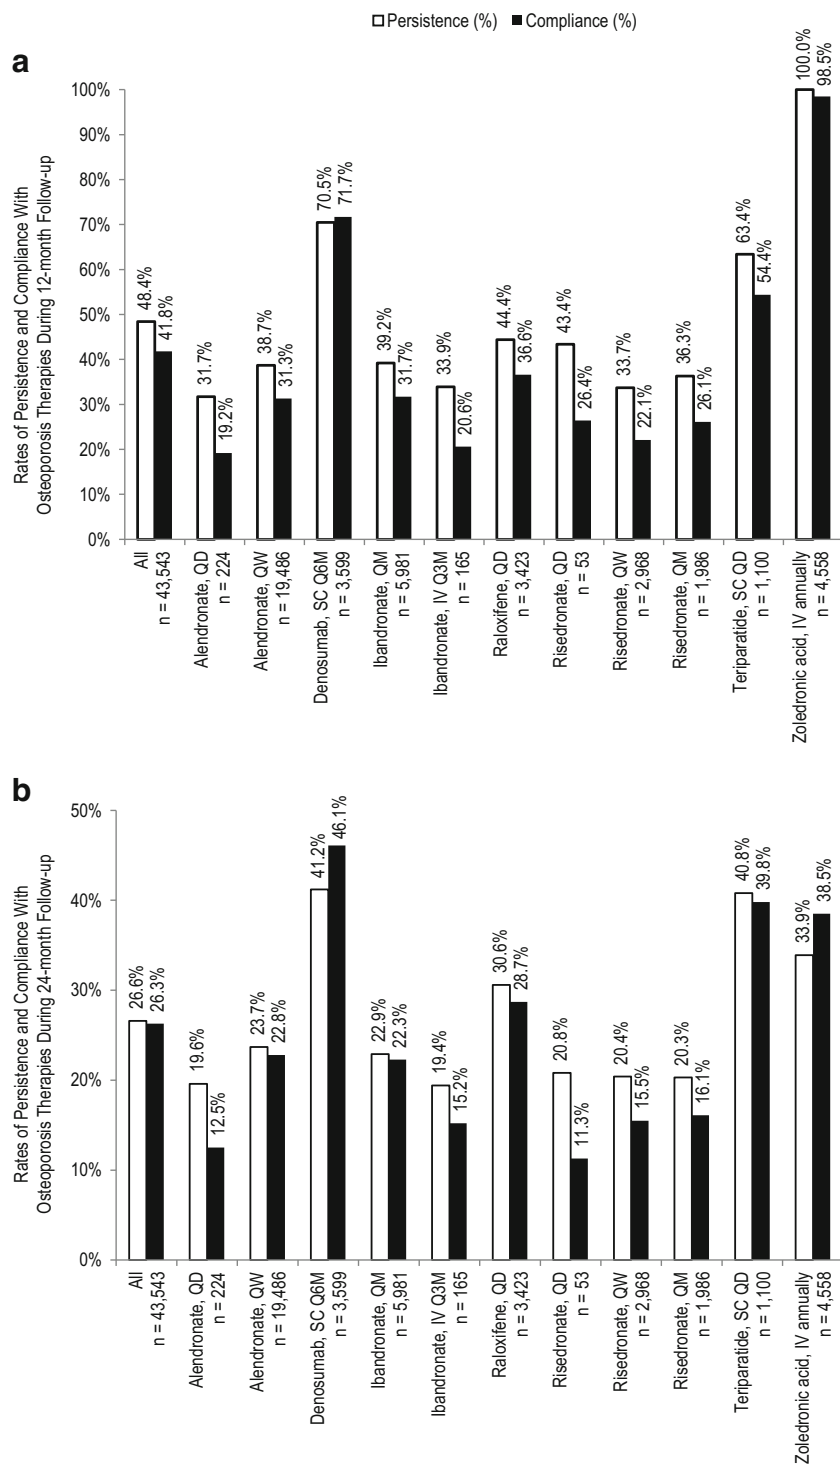 Persistence (%) Compliance (%)
a
Rates of Persistence and Compliance With
Osteoporosis Therapies During 12-month Follow-up
100%
90%
80%
70%
60%
50%
40%
30%
20%
10%
0%
48.4%
41.8%
31.7%
19.2%
38.7%
31.3%
70.5%
71.7%
39.2%
31.7%
33.9%
20.6%
44.4%
36.6%
43.4%
26.4%
33.7%
22.1%
36.3%
26.1%
63.4%
54.4%
100.0%
98.5%
All
n = 43,543
Alendronate, QD
n = 224
Alendronate, QW
n = 19,486
Denosumab, SC Q6M
n = 3,599
Ibandronate, QM
n = 5,981
Ibandronate, IV Q3M
n = 165
Raloxifene, QD
n = 3,423
Risedronate, QD
n = 53
Risedronate, QW
n = 2,968
Risedronate, QM
n = 1,986
Teriparatide, SC QD
n = 1,100
Zoledronic acid, IV annually
n = 4,558
b
Rates of Persistence and Compliance With
Osteoporosis Therapies During 24-month Follow-up
50%
40%
30%
20%
10%
0%
26.6%
26.3%
19.6%
12.5%
23.7%
22.8%
41.2%
46.1%
22.9%
22.3%
19.4%
15.2%
30.6%
28.7%
20.8%
11.3%
20.4%
15.5%
20.3%
16.1%
40.8%
39.8%
33.9%
38.5%
All
n = 43,543
Alendronate, QD
n = 224
Alendronate, QW
n = 19,486
Denosumab, SC Q6M
n = 3,599
Ibandronate, QM
n = 5,981
Ibandronate, IV Q3M
n = 165
Raloxifene, QD
n = 3,423
Risedronate, QD
n = 53
Risedronate, QW
n = 2,968
Risedronate, QM
n = 1,986
Teriparatide, SC QD
n = 1,100
Zoledronic acid, IV annually
n = 4,558